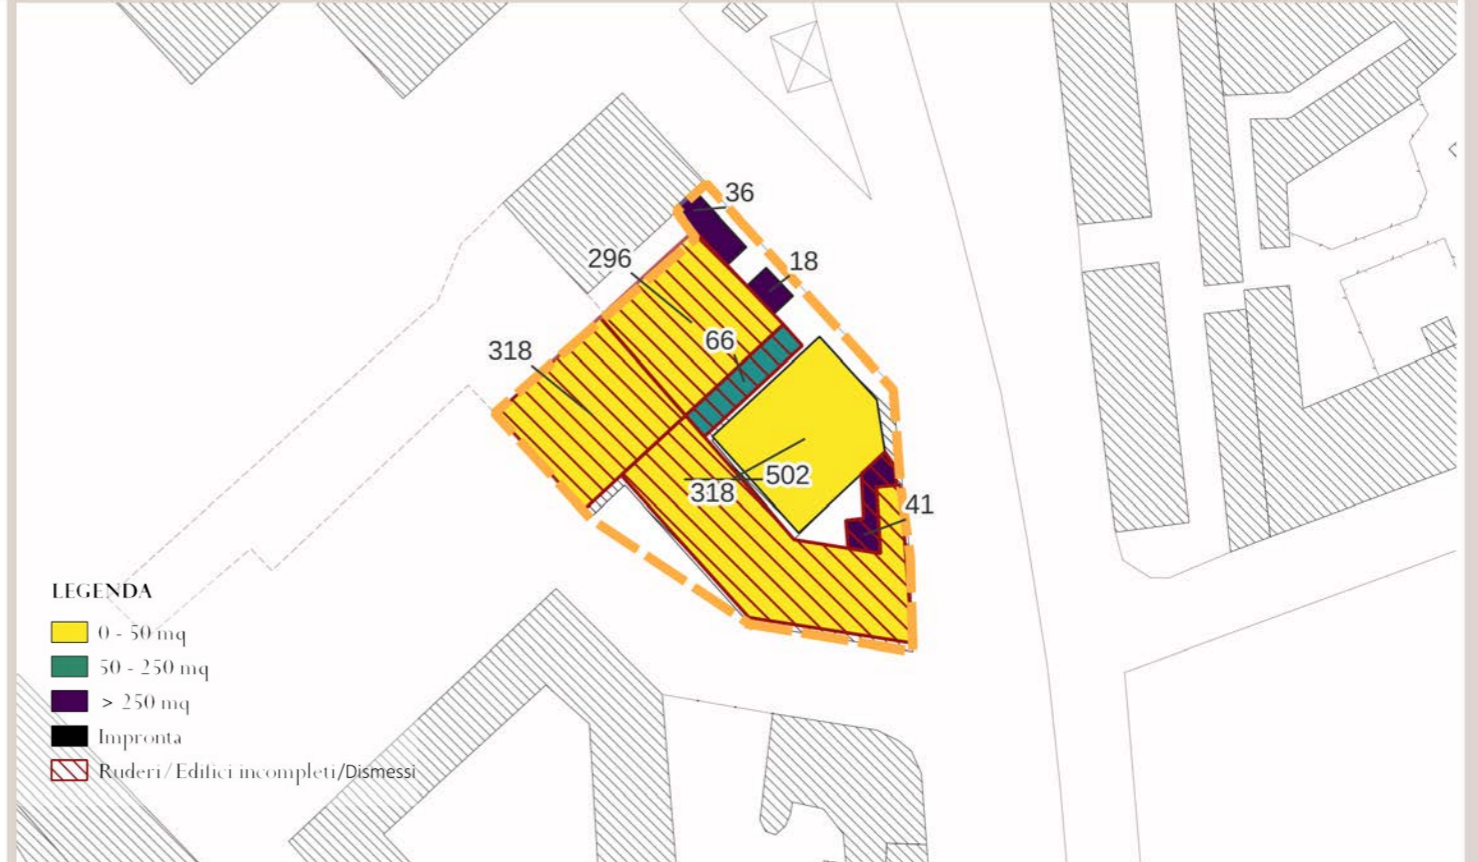 36
296
18
318
66
502
318
41
LEGENDA
0 - 50 mq
50 - 250 mq
> 250 mq
Impronta
Ruderi/Edifici incompleti/Dismessi